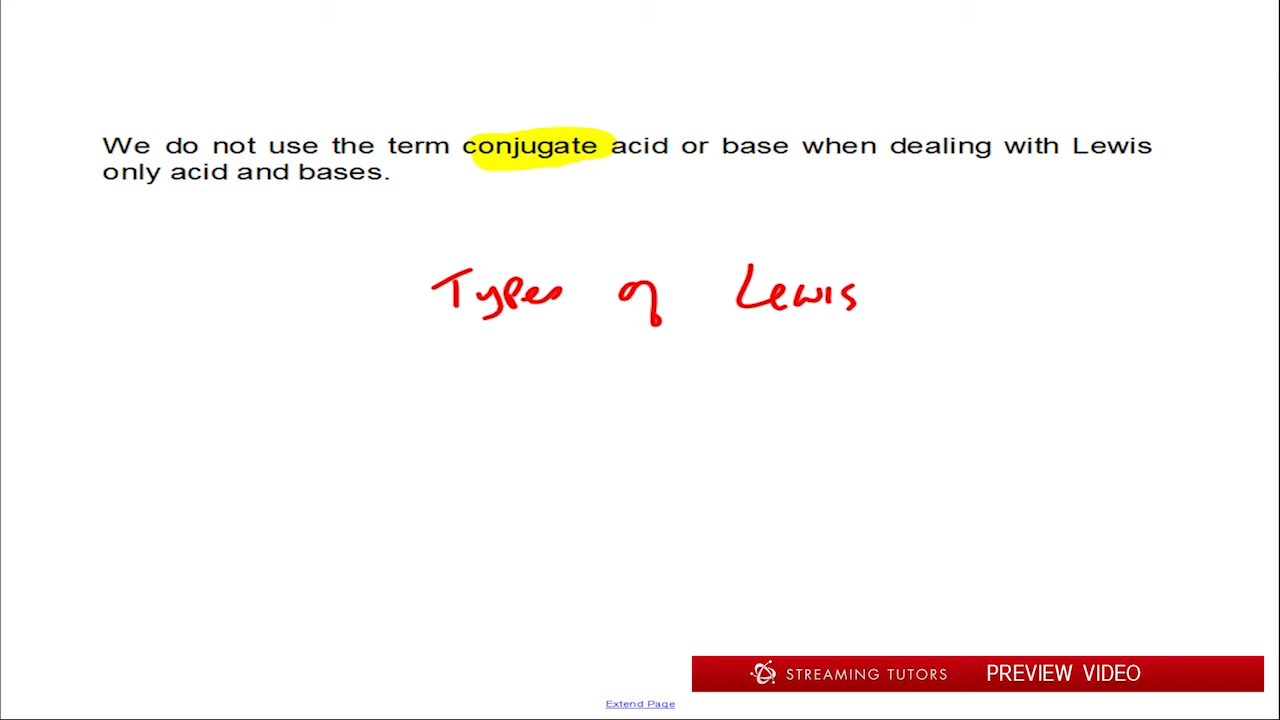 We do not use the term conjugate acid or base when dealing with Lewis
only acid and bases.
Types of Lewis
STREAMING TUTORS PREVIEW VIDEO
Extend Page